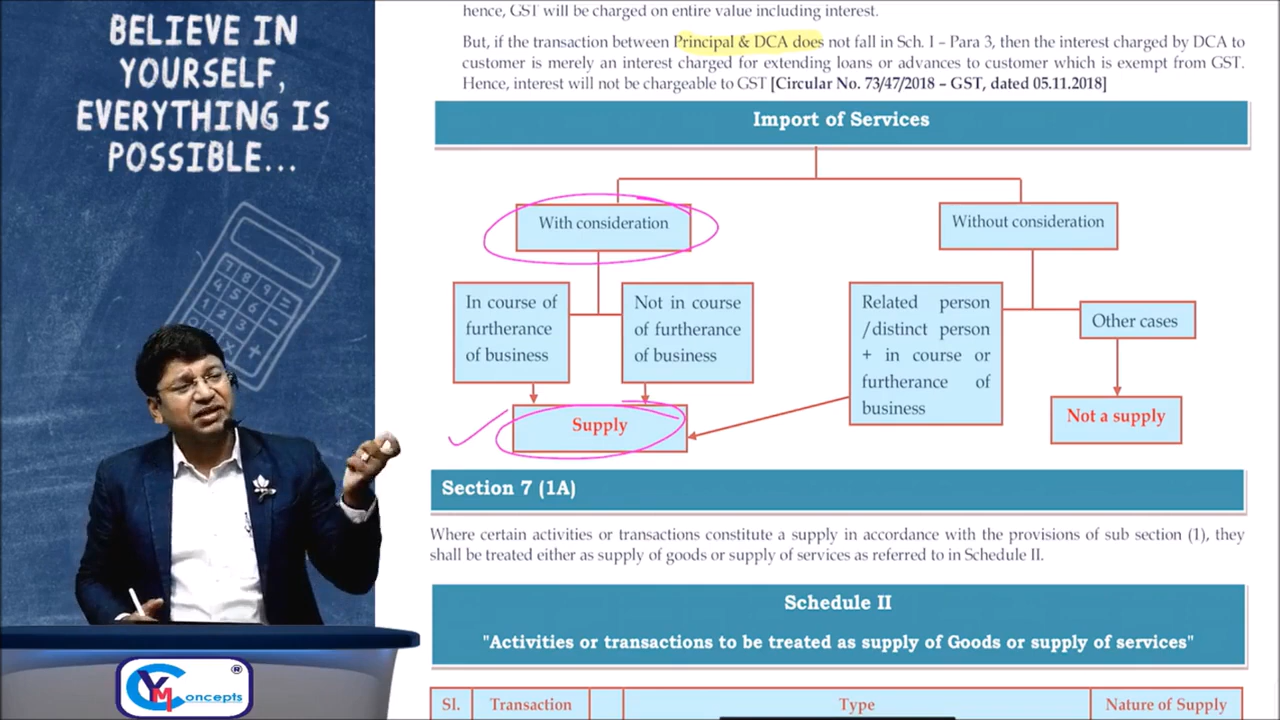 BELIEVE IN
YOURSELF,
EVERYTHING IS
POSSIBLE...
hence, GST will be charged on entire value including interest.
But, if the transaction between Principal & DCA does not fall in Sch. I – Para 3, then the interest charged by DCA to
customer is merely an interest charged for extending loans or advances to customer which is exempt from GST.
Hence, interest will not be chargeable to GST [Circular No. 73/47/2018 – GST, dated 05.11.2018]
Import of Services
With consideration
Without consideration
In course of
furtherance
of business
Not in course
of furtherance
of business
Related person
/distinct person
+ in course or
furtherance of
business
Other cases
Supply
Not a supply
Section 7 (1A)
Where certain activities or transactions constitute a supply in accordance with the provisions of sub section (1), they
shall be treated either as supply of goods or supply of services as referred to in Schedule II.
Schedule II
"Activities or transactions to be treated as supply of Goods or supply of services"
Sl. Transaction Type Nature of Supply
YM Concepts ®